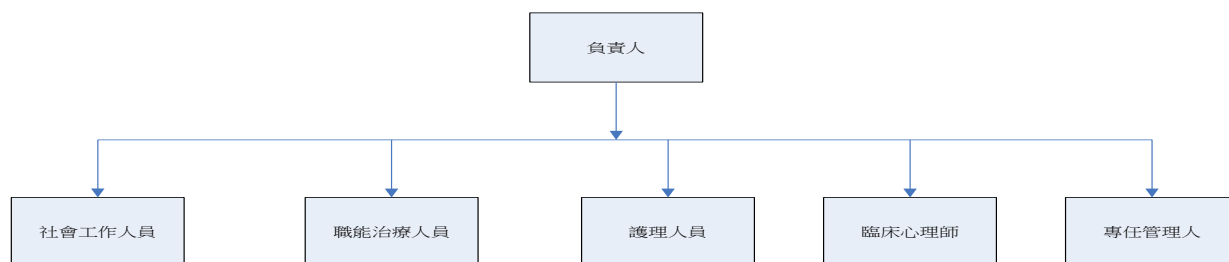 負責人
社會工作人員
職能治療人員
護理人員
臨床心理師
專任管理人